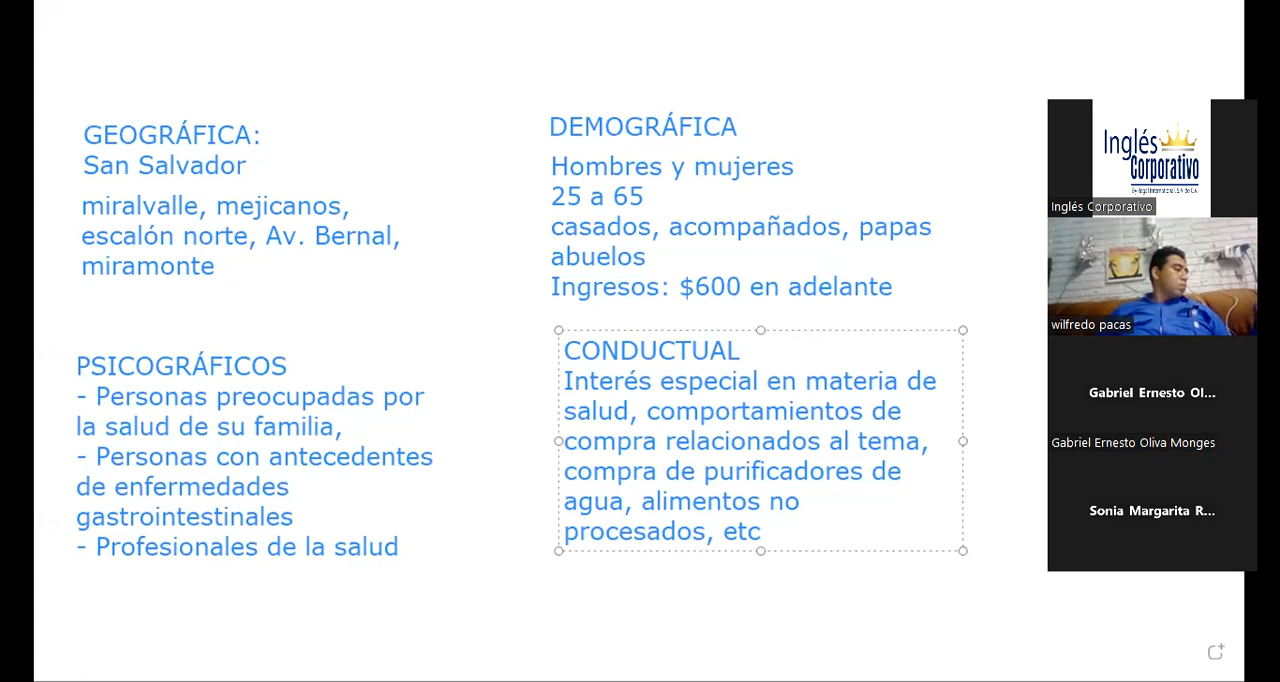 GEOGRÁFICA:
San Salvador
miralvalle, mejicanos,
escalón norte, Av. Bernal,
miramonte
DEMOGRÁFICA
Hombres y mujeres
25 a 65
casados, acompañados, papas
abuelos
Ingresos: $600 en adelante
PSICOGRÁFICOS
- Personas preocupadas por
la salud de su familia,
- Personas con antecedentes
de enfermedades
gastrointestinales
- Profesionales de la salud
CONDUCTUAL
Interés especial en materia de
salud, comportamientos de
compra relacionados al tema,
compra de purificadores de
agua, alimentos no
procesados, etc
Inglés
Corporativo
Inglés Corporativo
wilfredo pacas
Gabriel Ernesto Ol...
Gabriel Ernesto Oliva Monges
Sonia Margarita R...